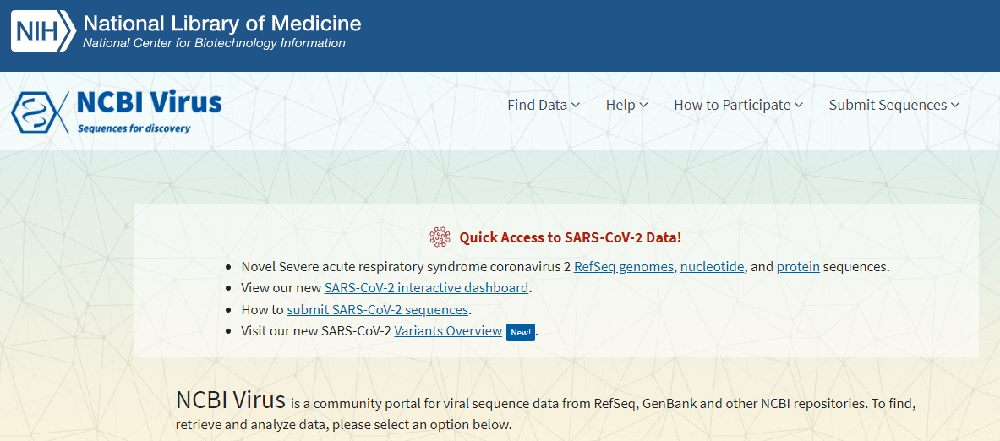 NIH National Library of Medicine
National Center for Biotechnology Information
NCBI Virus
Sequences for discovery
Find Data Help How to Participate Submit Sequences
Quick Access to SARS-CoV-2 Data!
• Novel Severe acute respiratory syndrome coronavirus 2 RefSeq genomes, nucleotide, and protein sequences.
• View our new SARS-CoV-2 interactive dashboard.
• How to submit SARS-CoV-2 sequences.
• Visit our new SARS-CoV-2 Variants Overview New!.
NCBI Virus is a community portal for viral sequence data from RefSeq, GenBank and other NCBI repositories. To find,
retrieve and analyze data, please select an option below.